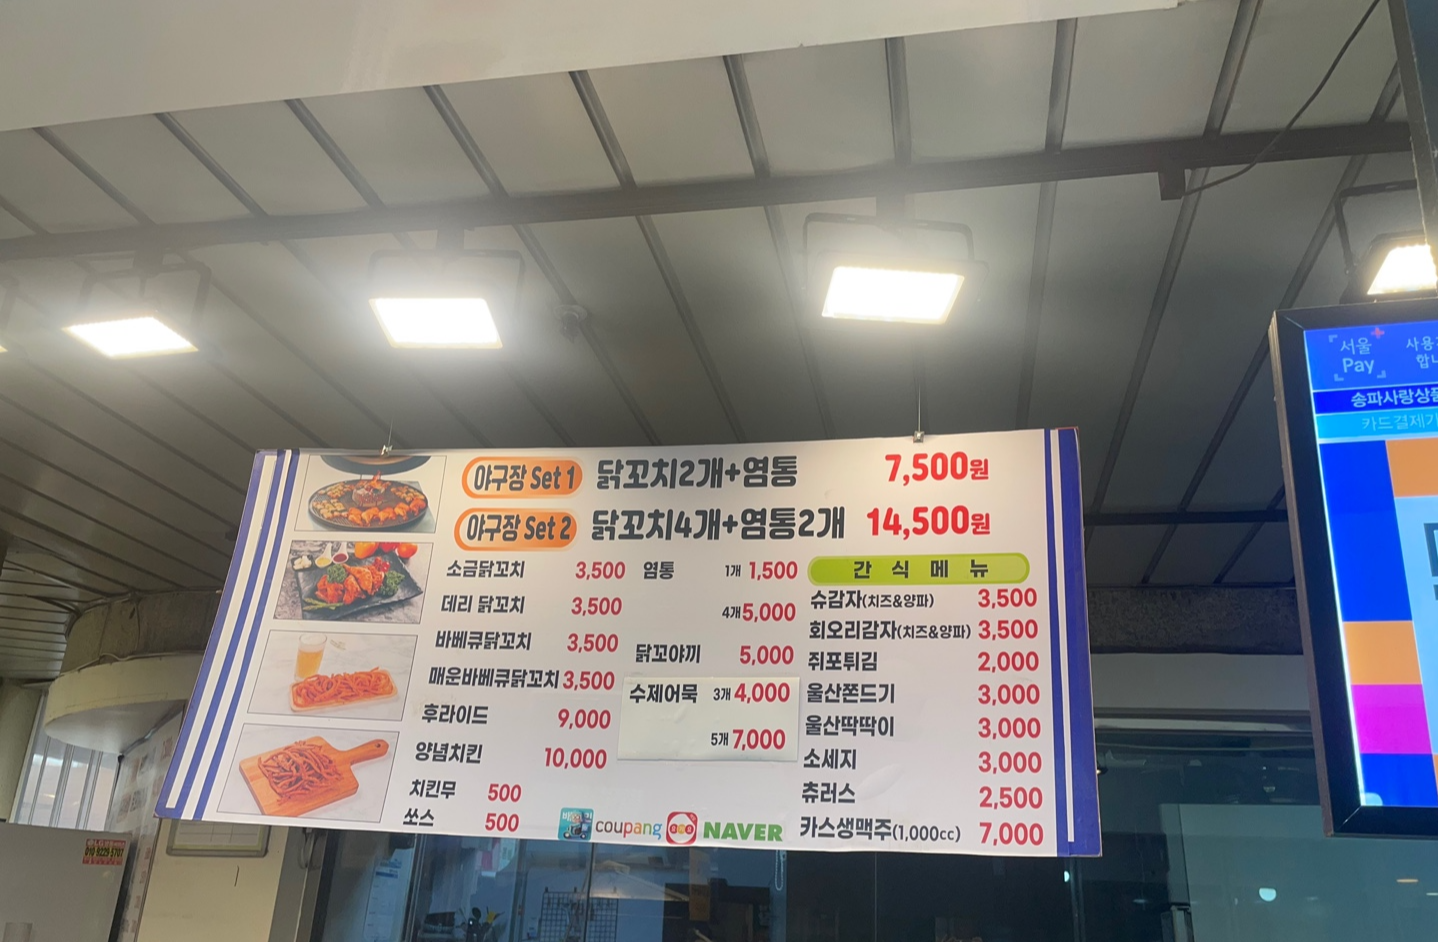 야구장 Set 1 닭꼬치2개+염통 7,500원
야구장 Set 2 닭꼬치4개+염통2개 14,500원
소금닭꼬치 3,500
데리 닭꼬치 3,500
바베큐닭꼬치 3,500
매운바베큐닭꼬치 3,500
후라이드 9,000
양념치킨 10,000
치킨무 500
쏘스 500
염통 1개 1,500
4개 5,000
닭꼬야끼 5,000
수제어묵 3개 4,000
5개 7,000
coupang NAVER
간식메뉴
슈감자(치즈&양파) 3,500
회오리감자(치즈&양파) 3,500
쥐포튀김 2,000
울산쫀드기 3,000
울산딱딱이 3,000
소세지 3,000
츄러스 2,500
카스생맥주(1,000cc) 7,000
서울
Pay
송파사랑상품
카드결제가